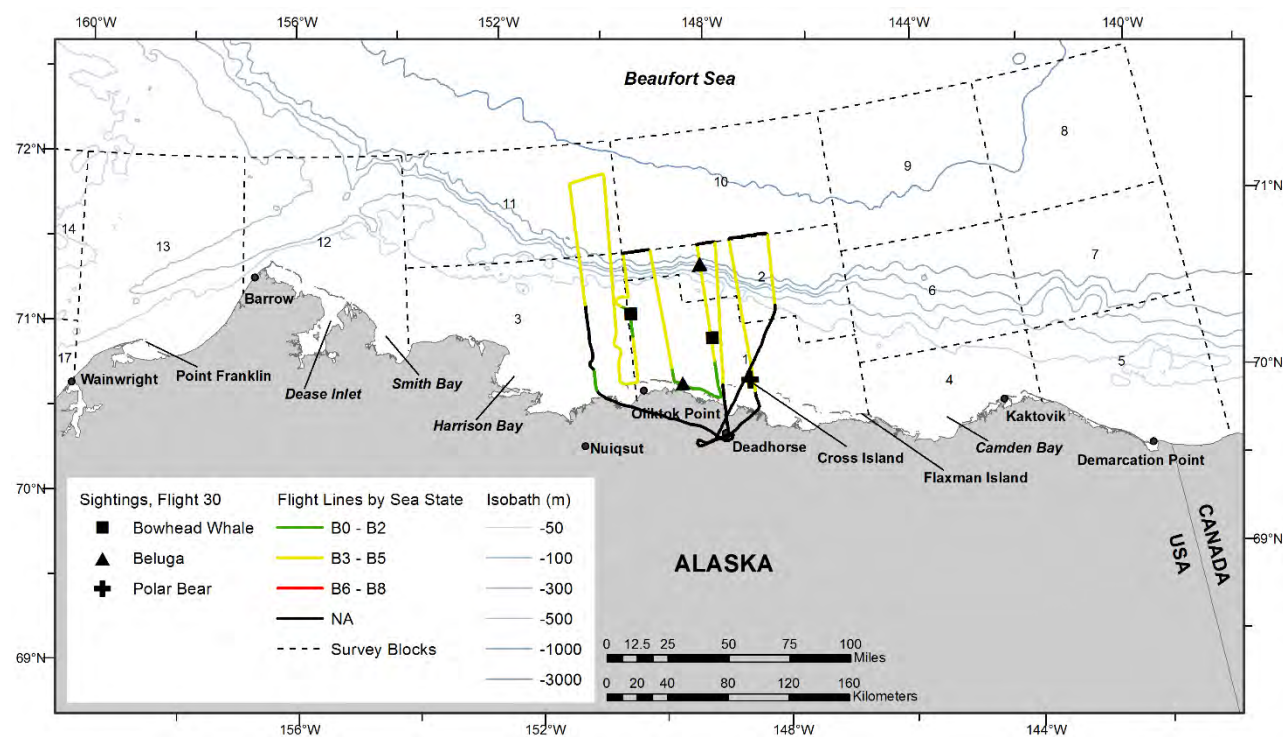 160°W 156°W 152°W 148°W 144°W 140°W
Beaufort Sea
72°N
71°N
8
9
10
11
14
13
12
7
2
6
Barrow
71°N
3
70°N
17
Point Franklin
Wainwright
Dease Inlet
Smith Bay
1
5
4
Harrison Bay
Oliktok Point
Kaktovik
Nuiqsut
Deadhorse
Camden Bay
Cross Island
Demarcation Point
Flaxman Island
70°N
Sightings, Flight 30
Bowhead Whale
Beluga
Polar Bear
Flight Lines by Sea State
B0 - B2
B3 - B5
B6 - B8
NA
Survey Blocks
Isobath (m)
-50
-100
-300
-500
-1000
-3000
ALASKA
CANADA
USA
69°N
0 12.5 25 50 75 100
Miles
0 20 40 80 120 160
Kilometers
69°N
156°W 152°W 148°W 144°W